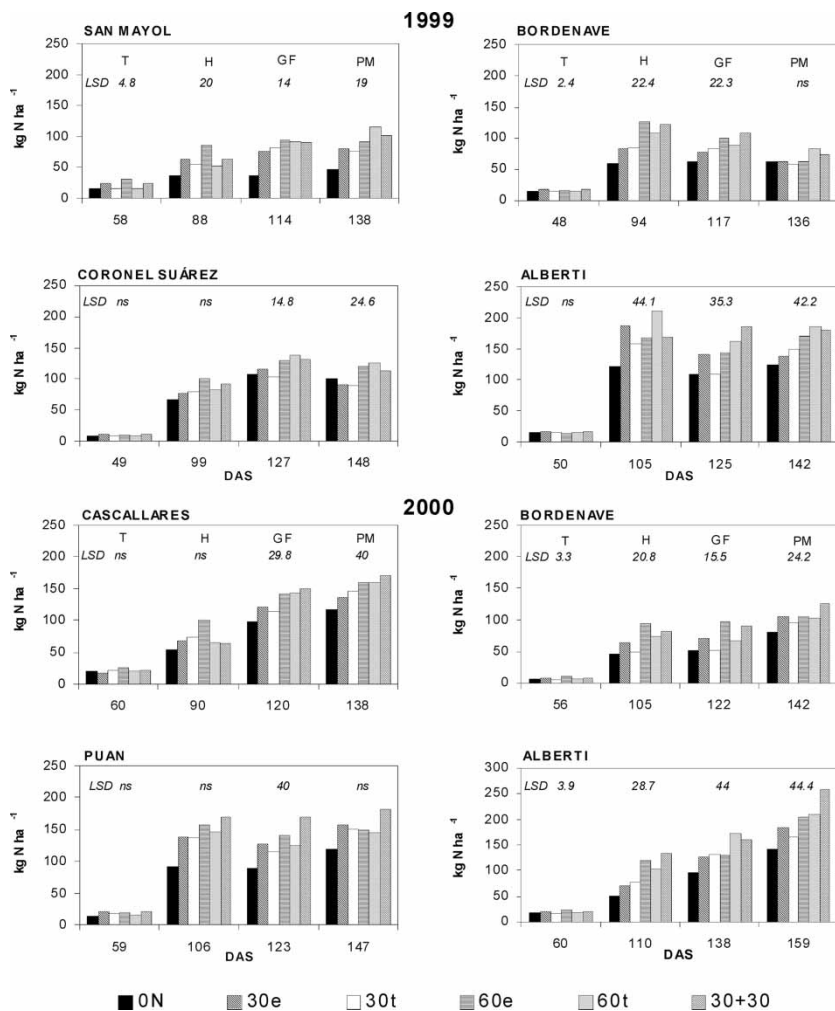 1999
SAN MAYOL
250
200
150
100
50
0
kg N ha -1
T H GF PM
LSD 4.8 20 14 19
58 88 114 138
BORDENAVE
250
200
150
100
50
0
kg N ha -1
T H GF PM
LSD 2.4 22.4 22.3 ns
48 94 117 136
CORONEL SUÁREZ
250
200
150
100
50
0
kg N ha -1
LSD ns ns 14.8 24.6
49 99 127 148
DAS
ALBERTI
250
200
150
100
50
0
kg N ha -1
LSD ns 44.1 35.3 42.2
50 105 125 142
DAS
2000
CASCALLARES
250
200
150
100
50
0
kg N ha -1
T H GF PM
LSD ns ns 29.8 40
60 90 120 138
BORDENAVE
250
200
150
100
50
0
kg N ha -1
T H GF PM
LSD 3.3 20.8 15.5 24.2
56 105 122 142
PUAN
250
200
150
100
50
0
kg N ha -1
LSD ns ns 40 ns
59 106 123 147
DAS
ALBERTI
300
250
200
150
100
50
0
kg N ha -1
LSD 3.9 28.7 44 44.4
60 110 138 159
DAS
0N 30e 30t 60e 60t 30+30